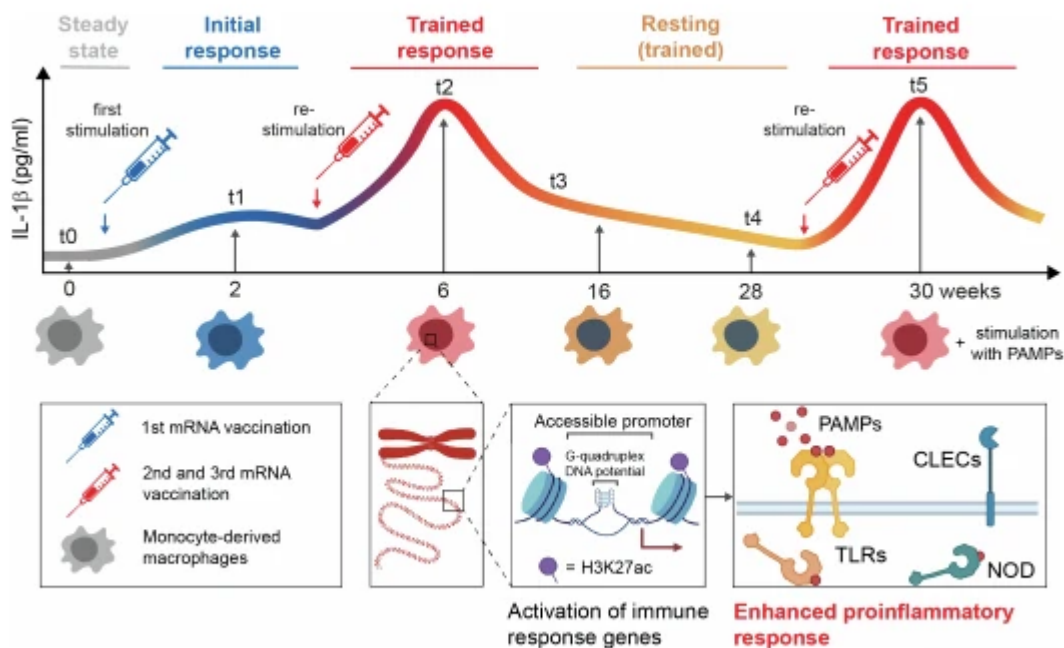 Steady
state
Initial
response
Trained
response
Resting
(trained)
Trained
response
IL-1β (pg/ml)
first
stimulation
re-
stimulation
re-
stimulation
t0
t1
t2
t3
t4
t5
0
2
6
16
28
30 weeks
+ stimulation
with PAMPs
1st mRNA vaccination
2nd and 3rd mRNA
vaccination
Monocyte-derived
macrophages
Accessible promoter
G-quadruplex
DNA potential
= H3K27ac
Activation of immune
response genes
PAMPs
CLECs
TLRs
NOD
Enhanced proinflammatory
response